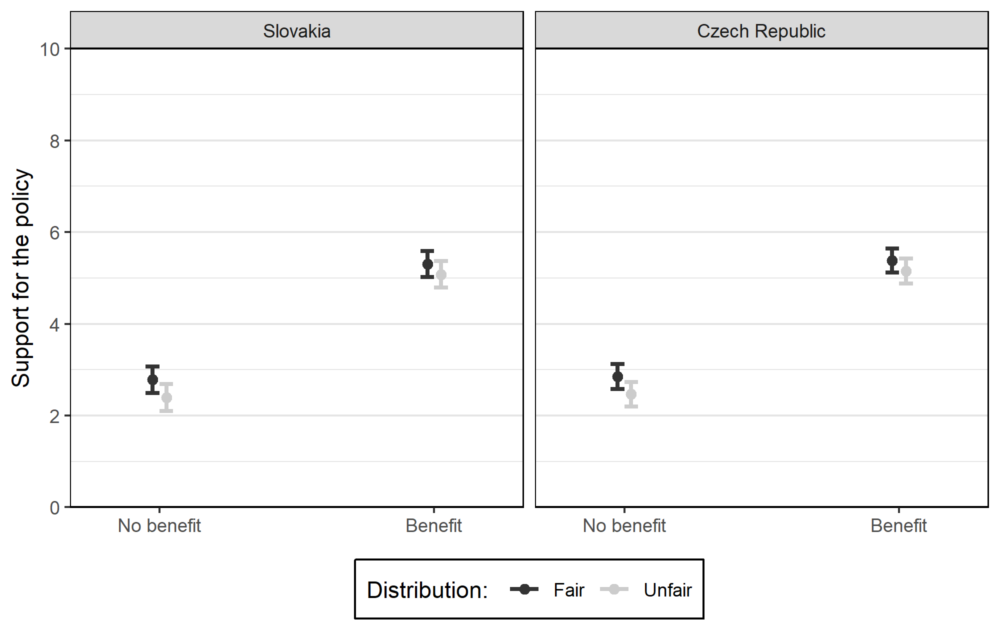 Slovakia
Czech Republic
10
8
6
4
2
0
Support for the policy
No benefit
Benefit
No benefit
Benefit
Distribution:
Fair
Unfair